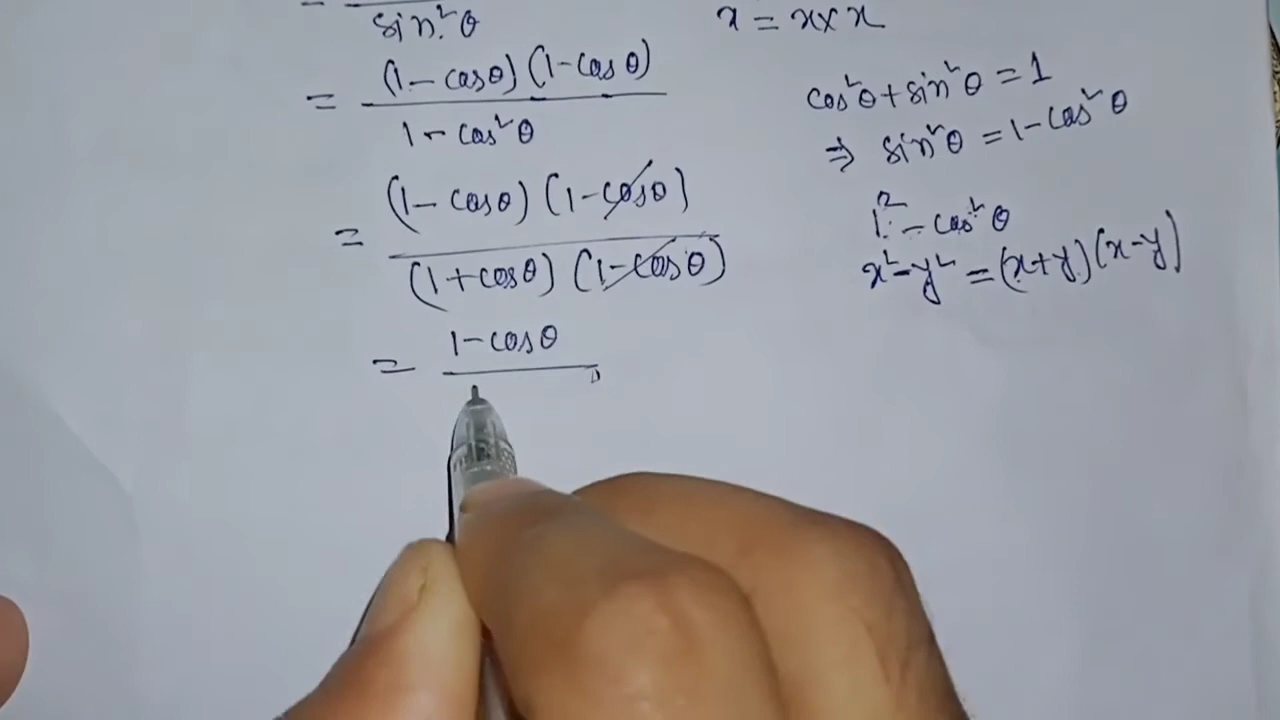 sin²θ
= (1-cosθ)(1-cosθ)
1-cos²θ
= (1-cosθ)(1-cosθ)
(1+cosθ)(1-cosθ)
= 1-cosθ
x = x×x
cos²θ+sin²θ=1
⇒ sin²θ=1-cos²θ
1²-cos²θ
x²-y²=(x+y)(x-y)